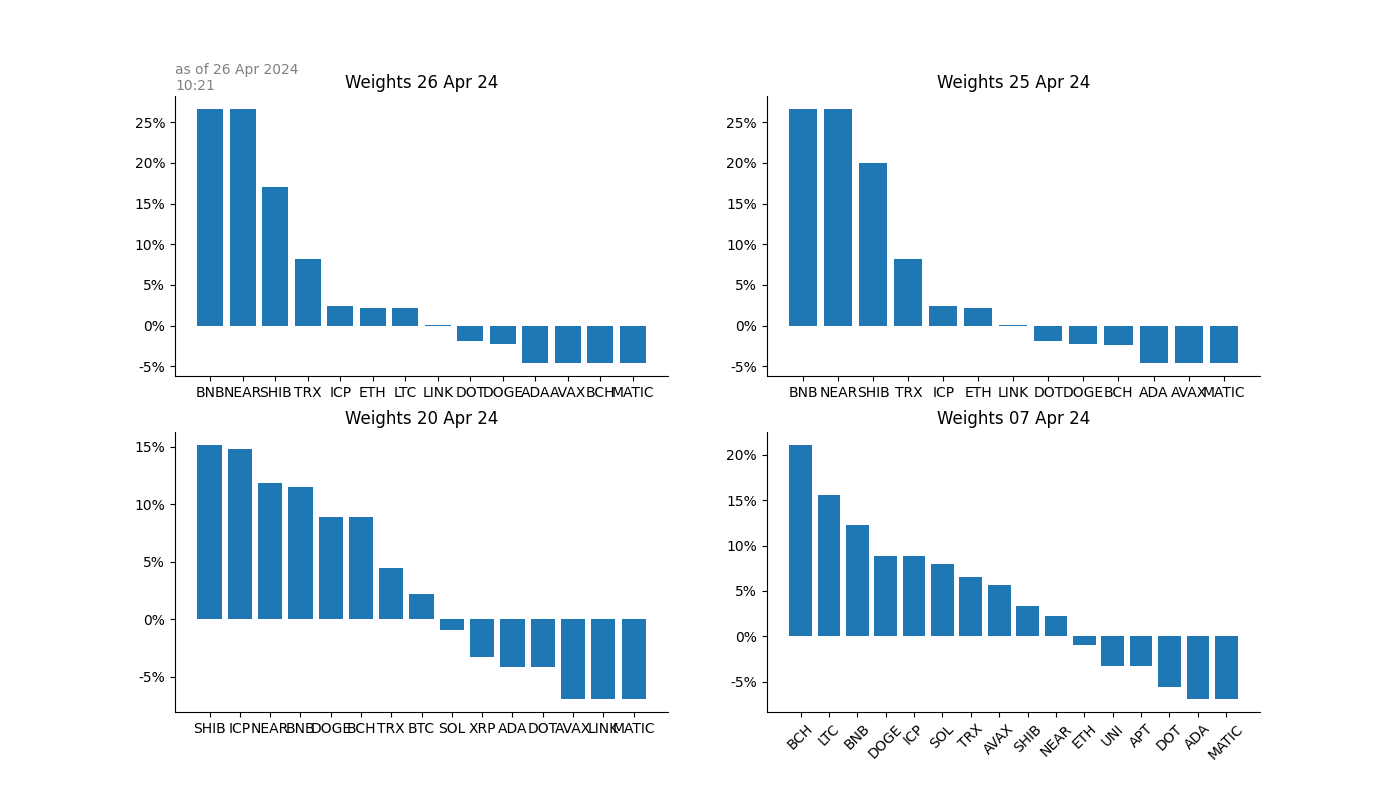 as of 26 Apr 2024
10:21
Weights 26 Apr 24
25%
20%
15%
10%
5%
0%
-5%
BNB NEAR SHIB TRX ICP ETH LTC LINK DOT DOGE ADA AVAX BCH MATIC
Weights 25 Apr 24
25%
20%
15%
10%
5%
0%
-5%
BNB NEAR SHIB TRX ICP ETH LINK DOT DOGE BCH ADA AVAX MATIC
Weights 20 Apr 24
15%
10%
5%
0%
-5%
SHIB ICP NEAR BNB DOGE BCH TRX BTC SOL XRP ADA DOT AVAX LINK MATIC
Weights 07 Apr 24
20%
15%
10%
5%
0%
-5%
BCH LTC BNB DOGE ICP SOL TRX AVAX SHIB NEAR ETH UNI APT DOT ADA MATIC